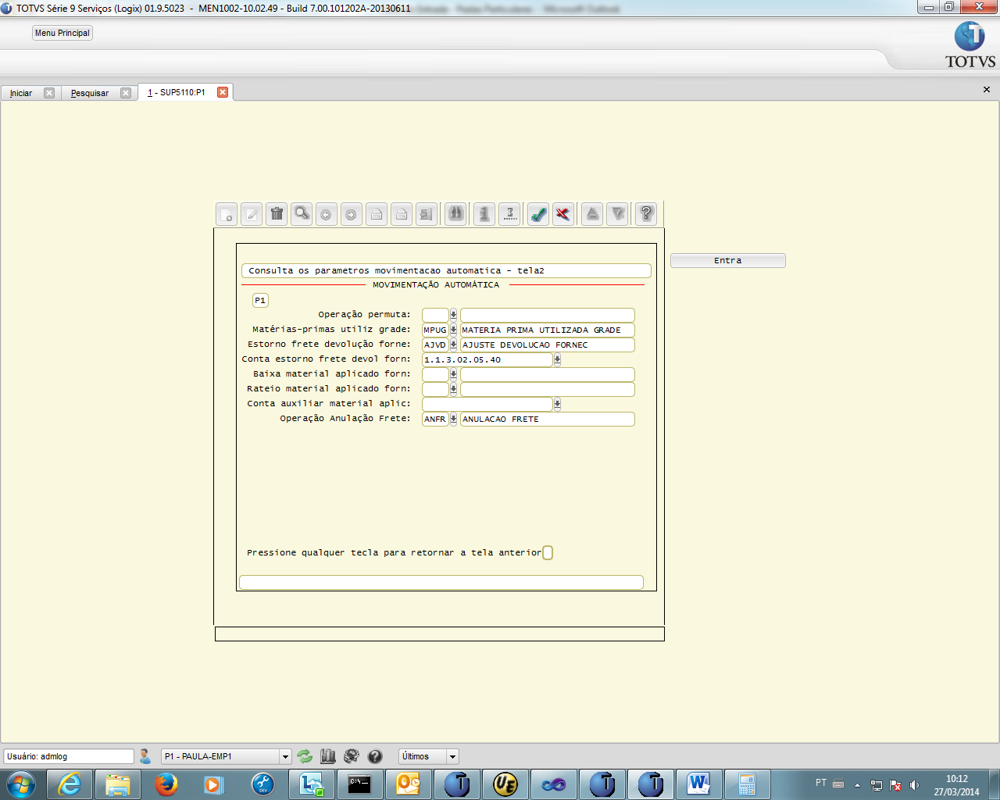 TOTVS Série 9 Serviços (Logix) 01.9.5023 - MEN1002-10.02.49 - Build 7.00.101202A-20130611
Menu Principal
TOTVS
Iniciar
Pesquisar
1 - SUP5110:P1
Entra
Consulta os parametros movimentacao automatica - tela2
MOVIMENTAÇÃO AUTOMÁTICA
P1
Operação permuta:
Matérias-primas utiliz grade: MPUG MATERIA PRIMA UTILIZADA GRADE
Estorno frete devolução forne: AJVD AJUSTE DEVOLUCAO FORNEC
Conta estorno frete devol forn: 1.1.3.02.05.40
Baixa material aplicado forn:
Rateio material aplicado forn:
Conta auxiliar material aplic:
Operação Anulação Frete: ANFR ANULACAO FRETE
Pressione qualquer tecla para retornar a tela anterior
Usuário: admlog
P1 - PAULA-EMP1
Últimos
DEV
C:\
UE
PT
10:12
27/03/2014